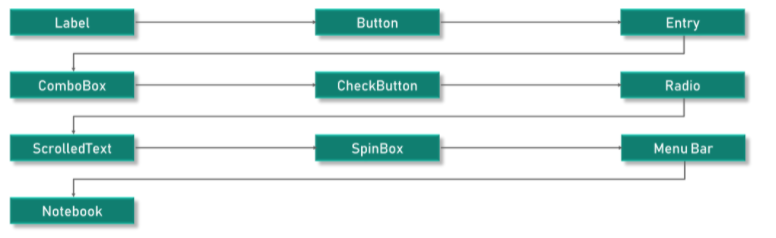 Label
Button
Entry
ComboBox
CheckButton
Radio
ScrolledText
SpinBox
Menu Bar
Notebook